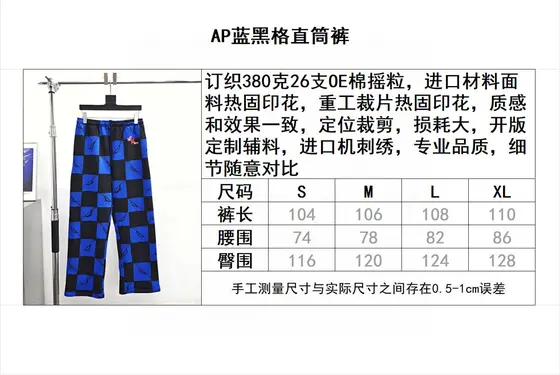 AP蓝黑格直筒裤
订织380克26支OE棉摇粒，进口材料面
料热固印花，重工裁片热固印花，质感
和效果一致，定位裁剪，损耗大，开版
定制辅料，进口机刺绣，专业品质，细
节随意对比
尺码 S M L XL
裤长 104 106 108 110
腰围 74 78 82 86
臀围 116 120 124 128
手工测量尺寸与实际尺寸之间存在0.5-1cm误差